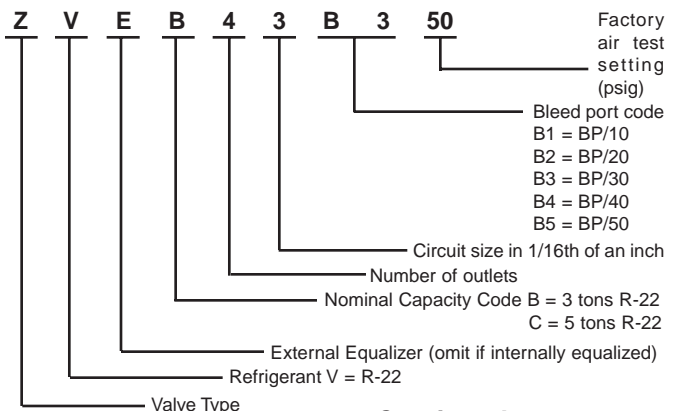 Z V E B 4 3 B 3 50
Factory
air test
setting
(psig)
Bleed port code
B1 = BP/10
B2 = BP/20
B3 = BP/30
B4 = BP/40
B5 = BP/50
Circuit size in 1/16th of an inch
Number of outlets
Nominal Capacity Code B = 3 tons R-22
C = 5 tons R-22
External Equalizer (omit if internally equalized)
Refrigerant V = R-22
Valve Type